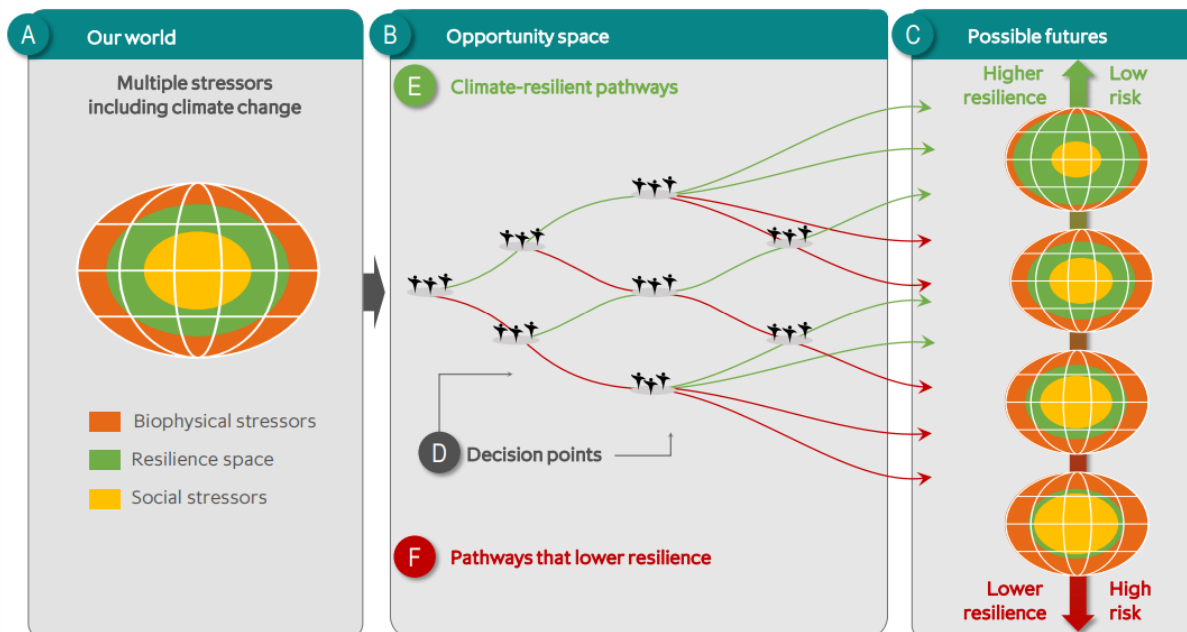 A
Our world
Multiple stressors
including climate change
Biophysical stressors
Resilience space
Social stressors
B
Opportunity space
E
Climate-resilient pathways
D
Decision points
F
Pathways that lower resilience
C
Possible futures
Higher
resilience
Low
risk
Lower
resilience
High
risk